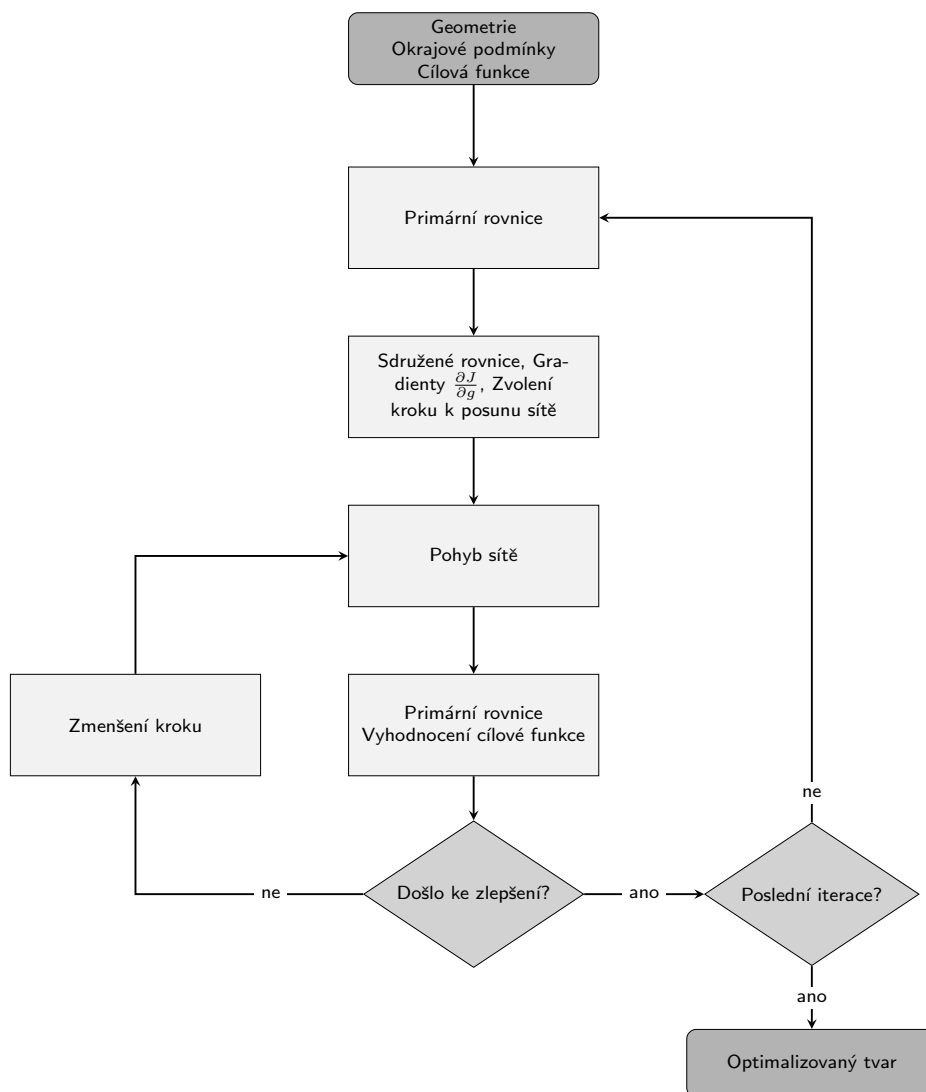 Geometrie
Okrajové podmínky
Cílová funkce
Primární rovnice
Sdružené rovnice, Gra-
dienty ∂J/∂g, Zvolení
kroku k posunu sítě
Pohyb sítě
Zmenšení kroku
Primární rovnice
Vyhodnocení cílové funkce
ne
ne
Došlo ke zlepšení?
ano
Poslední iterace?
ano
Optimalizovaný tvar